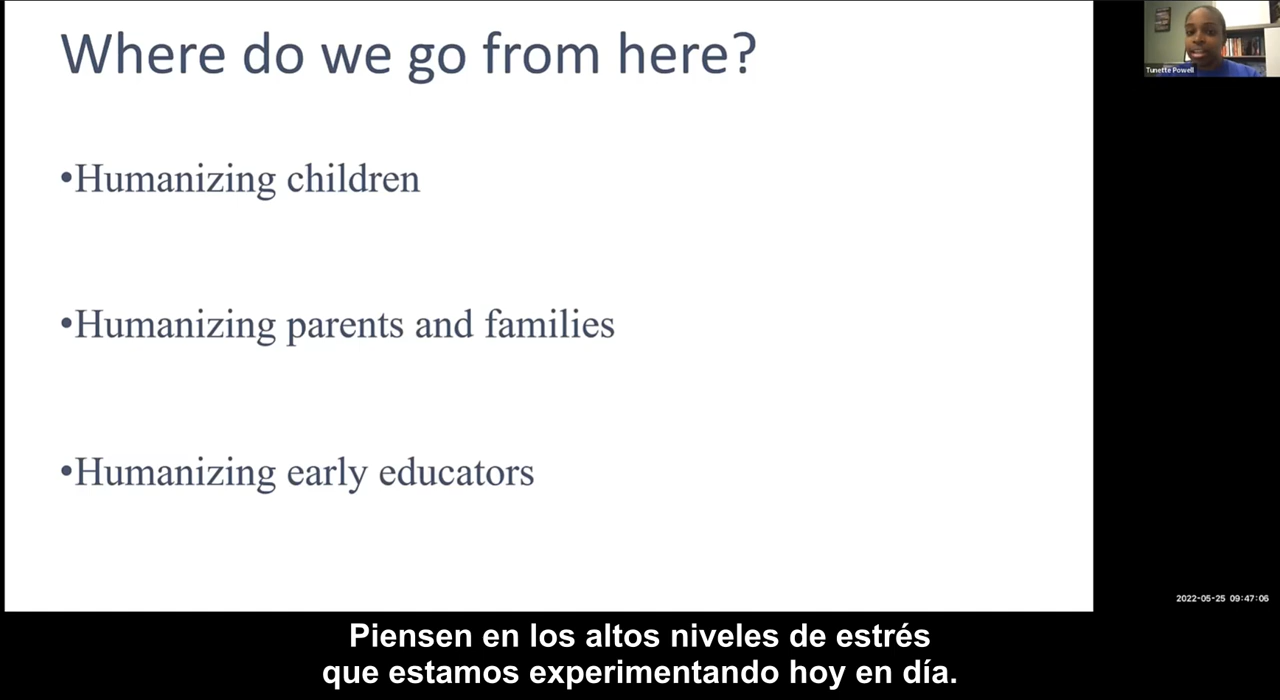 Where do we go from here?
•Humanizing children
•Humanizing parents and families
•Humanizing early educators
Tunette Powell
2022-05-25 09:47:06
Piensen en los altos niveles de estrés
que estamos experimentando hoy en día.